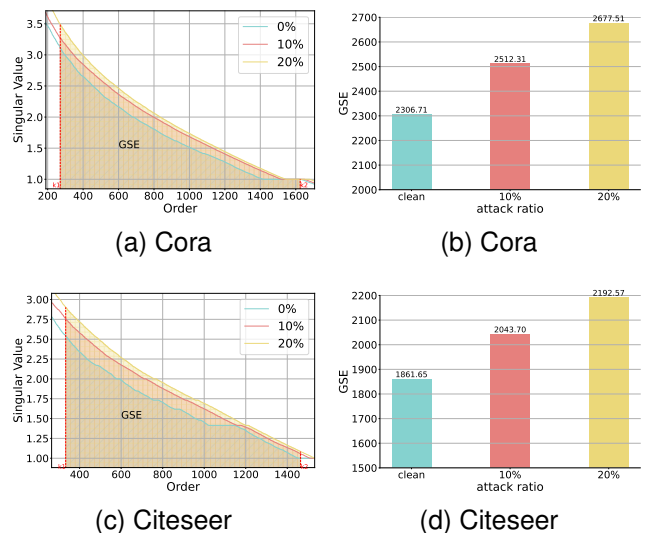 3.5
3.0
2.5
2.0
1.5
1.0
Singular Value
0%
10%
20%
GSE
k1
k2
200 400 600 800 1000 1200 1400 1600
Order
(a) Cora
2700
2600
2500
2400
2300
2200
2100
2000
GSE
2306.71
2512.31
2677.51
clean 10% 20%
attack ratio
(b) Cora
3.00
2.75
2.50
2.25
2.00
1.75
1.50
1.25
1.00
Singular Value
0%
10%
20%
GSE
k1
k2
400 600 800 1000 1200 1400
Order
(c) Citeseer
2200
2100
2000
1900
1800
1700
1600
1500
GSE
1861.65
2043.70
2192.57
clean 10% 20%
attack ratio
(d) Citeseer